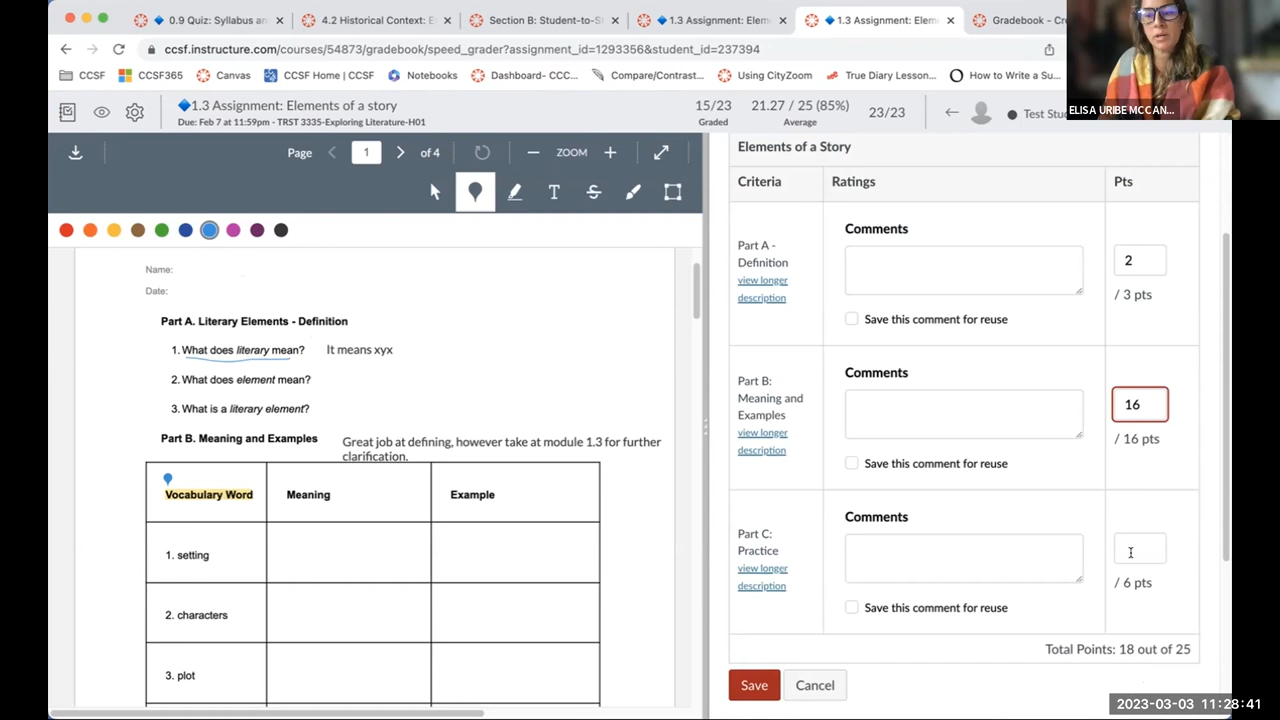 0.9 Quiz: Syllabus an
4.2 Historical Context: E
Section B: Student-to-S
1.3 Assignment: Elem
1.3 Assignment: Elem
Gradebook - Cr
ccsf.instructure.com/courses/54873/gradebook/speed_grader?assignment_id=1293356&student_id=237394
CCSF
CCSF365
Canvas
CCSF Home | CCSF
Notebooks
Dashboard- CCC...
Compare/Contrast...
Using CityZoom
True Diary Lesson...
How to Write a Su...
ELISA URIBE MCCAN...
1.3 Assignment: Elements of a story
Due: Feb 7 at 11:59pm - TRST 3335-Exploring Literature-H01
15/23
Graded
21.27 / 25 (85%)
Average
23/23
Test Stu
Page
1
of 4
ZOOM
T
S
Name:
Date:
Part A. Literary Elements - Definition
1. What does literary mean?
It means xyx
2. What does element mean?
3. What is a literary element?
Part B. Meaning and Examples
Great job at defining, however take at module 1.3 for further
clarification.
Vocabulary Word
Meaning
Example
1. setting
2. characters
3. plot
Elements of a Story
Criteria
Ratings
Pts
Part A -
Definition
view longer
description
Comments
Save this comment for reuse
2
/ 3 pts
Part B:
Meaning and
Examples
view longer
description
Comments
Save this comment for reuse
16
/ 16 pts
Part C:
Practice
view longer
description
Comments
Save this comment for reuse
/ 6 pts
Total Points: 18 out of 25
Save
Cancel
2023-03-03 11:28:41